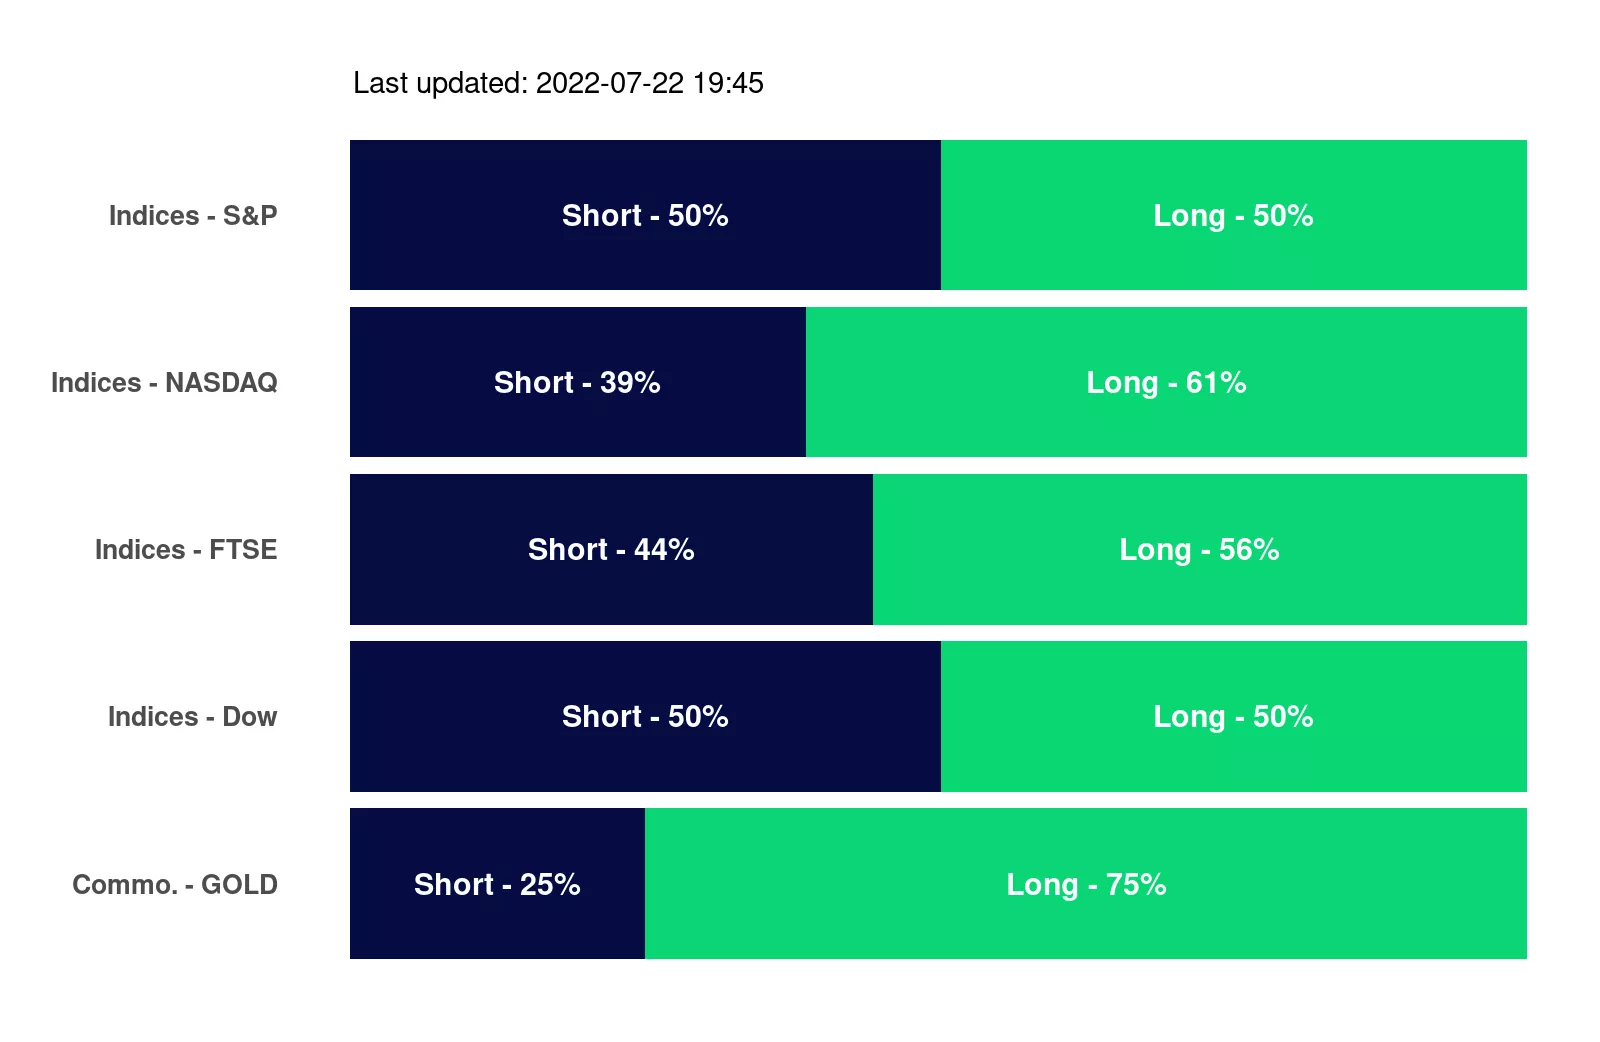 Last updated: 2022-07-22 19:45
Indices - S&P
Short - 50%
Long - 50%
Indices - NASDAQ
Short - 39%
Long - 61%
Indices - FTSE
Short - 44%
Long - 56%
Indices - Dow
Short - 50%
Long - 50%
Commo. - GOLD
Short - 25%
Long - 75%